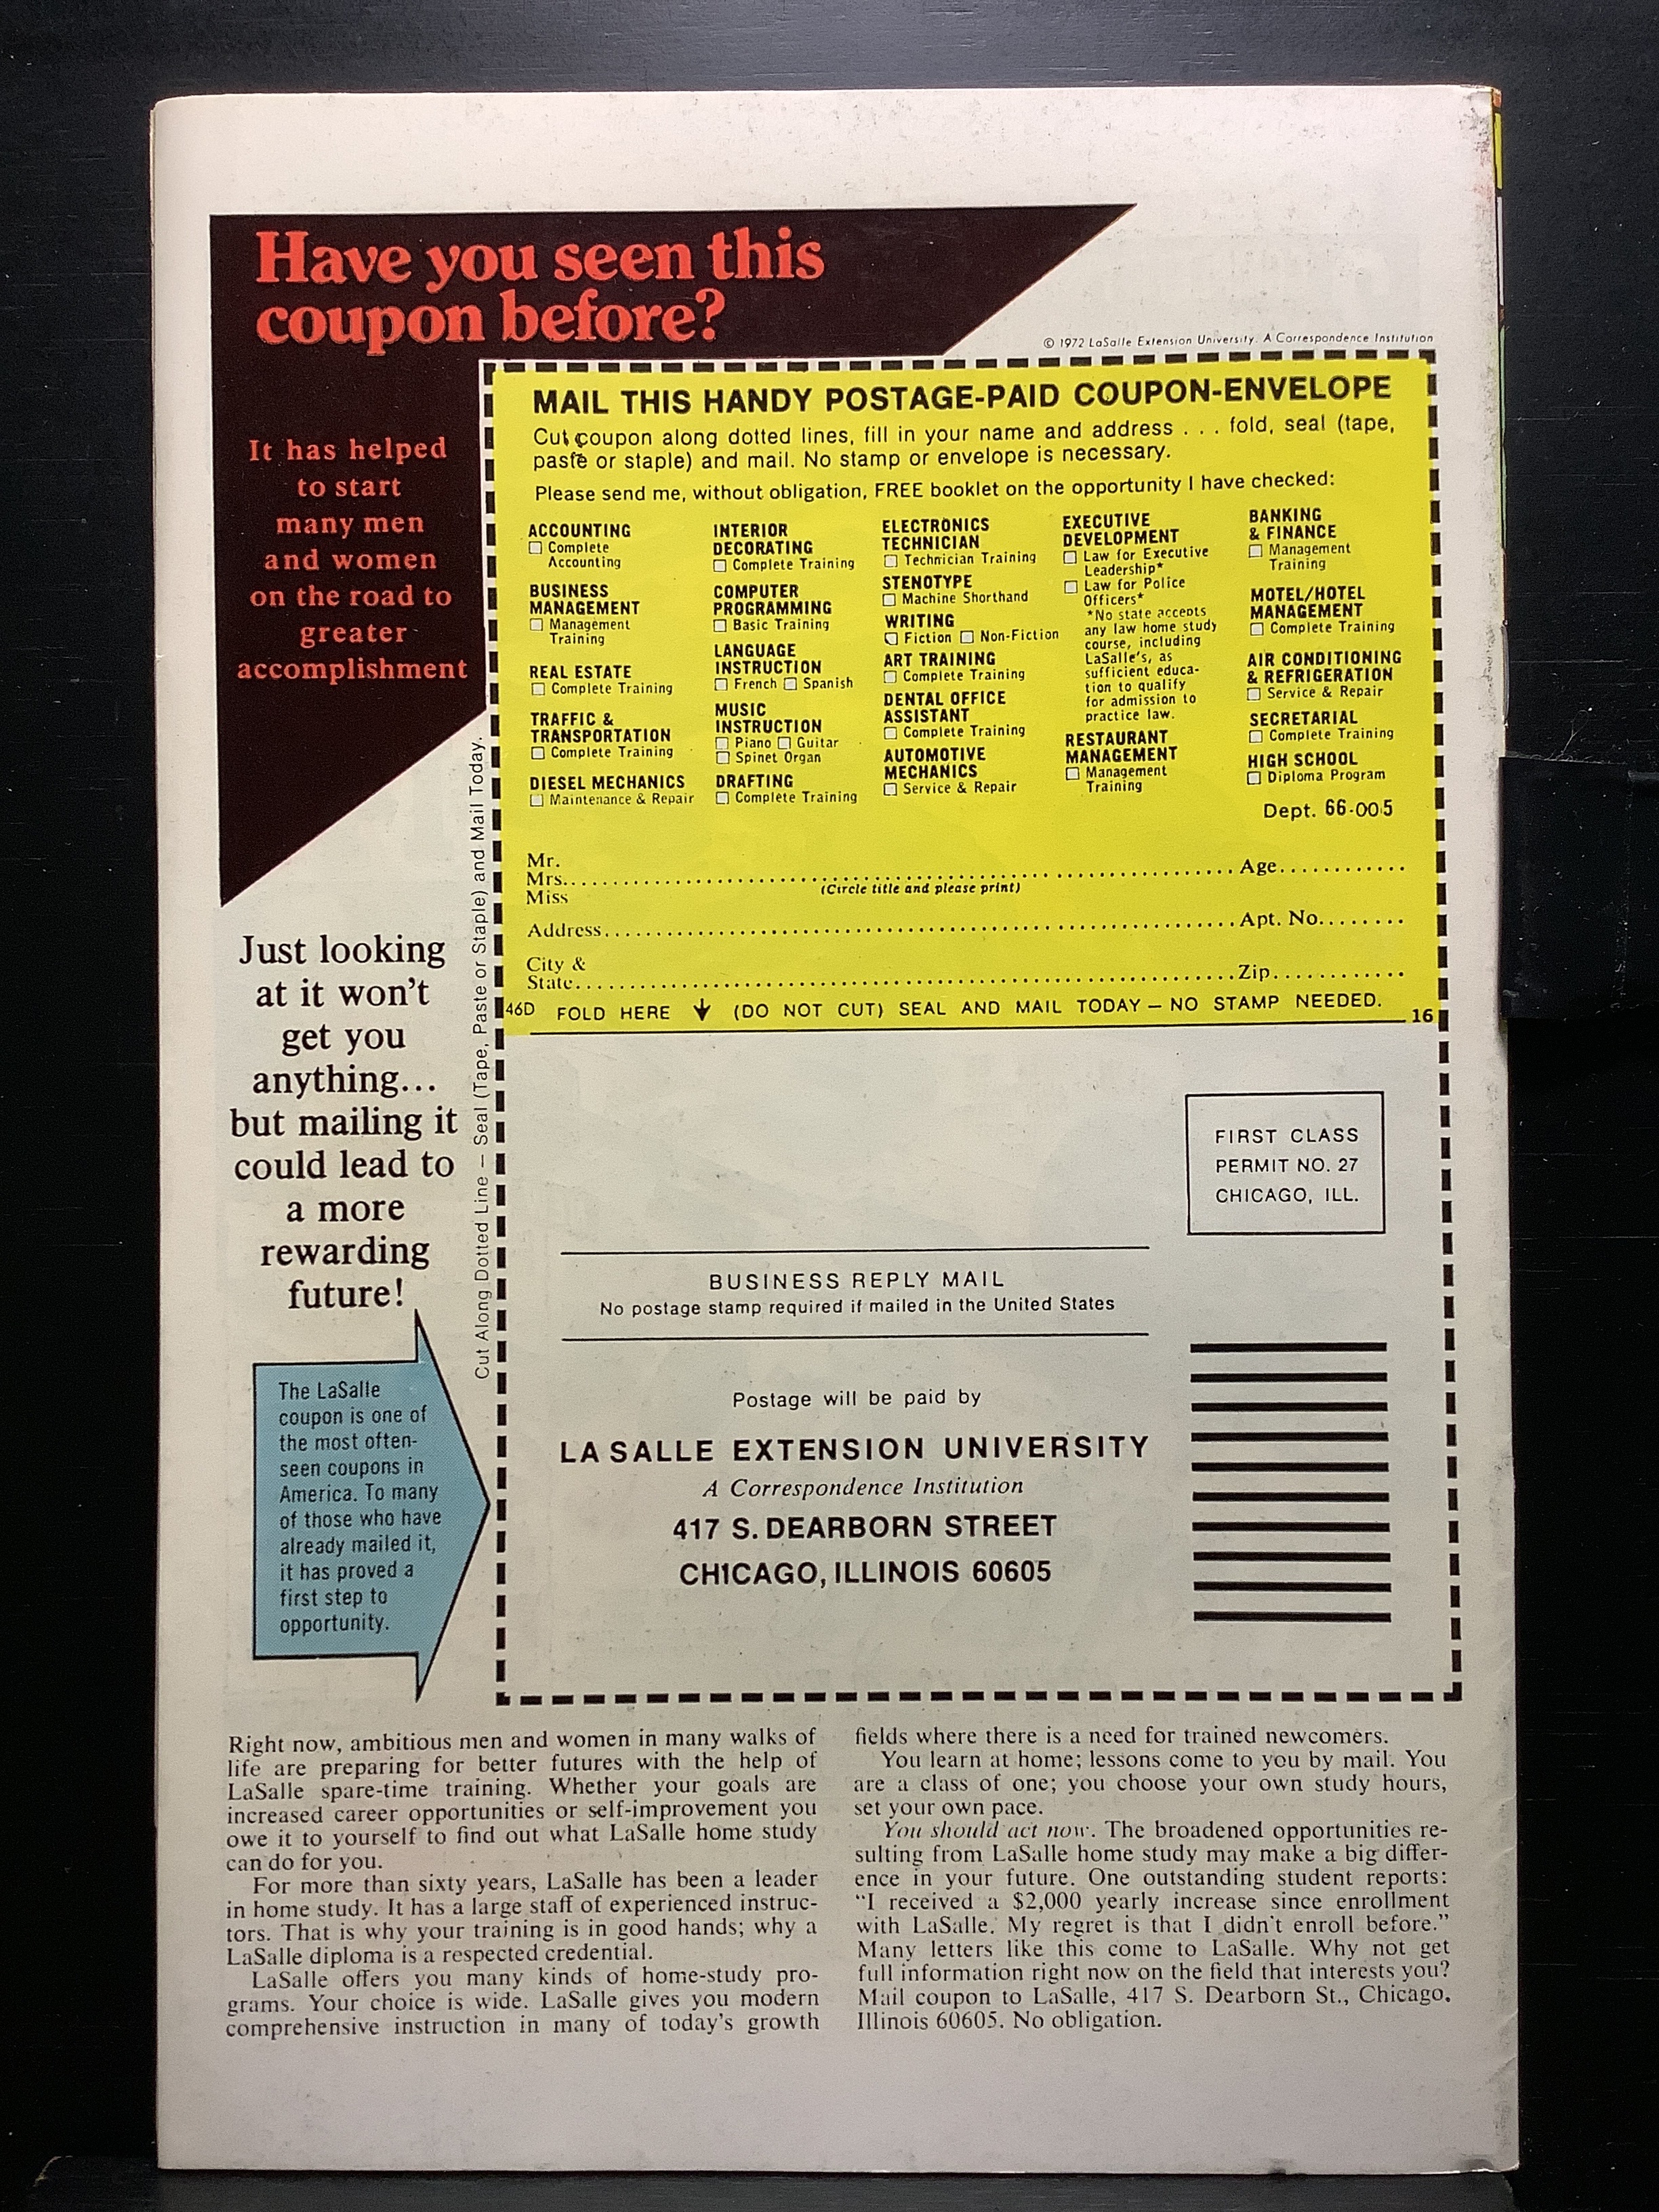 Have you seen this
coupon before?
© 1972 LaSalle Extension University. A Correspondence Institution
It has helped
to start
many men
and women
on the road to
greater
accomplishment
Just looking
at it won't
get you
anything...
but mailing it
could lead to
a more
rewarding
future!
The LaSalle
coupon is one of
the most often-
seen coupons in
America. To many
of those who have
already mailed it,
it has proved a
first step to
opportunity.
Cut Along Dotted Line — Seal (Tape, Paste or Staple) and Mail Today.
MAIL THIS HANDY POSTAGE-PAID COUPON-ENVELOPE
Cut coupon along dotted lines, fill in your name and address . . . fold, seal (tape,
paste or staple) and mail. No stamp or envelope is necessary.
Please send me, without obligation, FREE booklet on the opportunity I have checked:
ACCOUNTING
☐ Complete
Accounting
BUSINESS
MANAGEMENT
☐ Management
Training
REAL ESTATE
☐ Complete Training
TRAFFIC &
TRANSPORTATION
☐ Complete Training
DIESEL MECHANICS
☐ Maintenance & Repair
INTERIOR
DECORATING
☐ Complete Training
COMPUTER
PROGRAMMING
☐ Basic Training
LANGUAGE
INSTRUCTION
☐ French ☐ Spanish
MUSIC
INSTRUCTION
☐ Piano ☐ Guitar
☐ Spinet Organ
DRAFTING
☐ Complete Training
ELECTRONICS
TECHNICIAN
☐ Technician Training
STENOTYPE
☐ Machine Shorthand
WRITING
☐ Fiction ☐ Non-Fiction
ART TRAINING
☐ Complete Training
DENTAL OFFICE
ASSISTANT
☐ Complete Training
AUTOMOTIVE
MECHANICS
☐ Service & Repair
EXECUTIVE
DEVELOPMENT
☐ Law for Executive
Leadership*
☐ Law for Police
Officers*
*No state accepts
any law home study
course, including
LaSalle's, as
sufficient educa-
tion to qualify
for admission to
practice law.
RESTAURANT
MANAGEMENT
☐ Management
Training
BANKING
& FINANCE
☐ Management
Training
MOTEL/HOTEL
MANAGEMENT
☐ Complete Training
AIR CONDITIONING
& REFRIGERATION
☐ Service & Repair
SECRETARIAL
☐ Complete Training
HIGH SCHOOL
☐ Diploma Program
Dept. 66-005
Mr.
Mrs. Age
(Circle title and please print)
Miss
Address Apt. No.
City &
State Zip
46D FOLD HERE ↓ (DO NOT CUT) SEAL AND MAIL TODAY — NO STAMP NEEDED.
16
FIRST CLASS
PERMIT NO. 27
CHICAGO, ILL.
BUSINESS REPLY MAIL
No postage stamp required if mailed in the United States
Postage will be paid by
LA SALLE EXTENSION UNIVERSITY
A Correspondence Institution
417 S. DEARBORN STREET
CHICAGO, ILLINOIS 60605
Right now, ambitious men and women in many walks of
life are preparing for better futures with the help of
LaSalle spare-time training. Whether your goals are
increased career opportunities or self-improvement you
owe it to yourself to find out what LaSalle home study
can do for you.
For more than sixty years, LaSalle has been a leader
in home study. It has a large staff of experienced instruc-
tors. That is why your training is in good hands; why a
LaSalle diploma is a respected credential.
LaSalle offers you many kinds of home-study pro-
grams. Your choice is wide. LaSalle gives you modern
comprehensive instruction in many of today's growth
fields where there is a need for trained newcomers.
You learn at home; lessons come to you by mail. You
are a class of one; you choose your own study hours,
set your own pace.
You should act now. The broadened opportunities re-
sulting from LaSalle home study may make a big differ-
ence in your future. One outstanding student reports:
"I received a $2,000 yearly increase since enrollment
with LaSalle. My regret is that I didn't enroll before."
Many letters like this come to LaSalle. Why not get
full information right now on the field that interests you?
Mail coupon to LaSalle, 417 S. Dearborn St., Chicago,
Illinois 60605. No obligation.